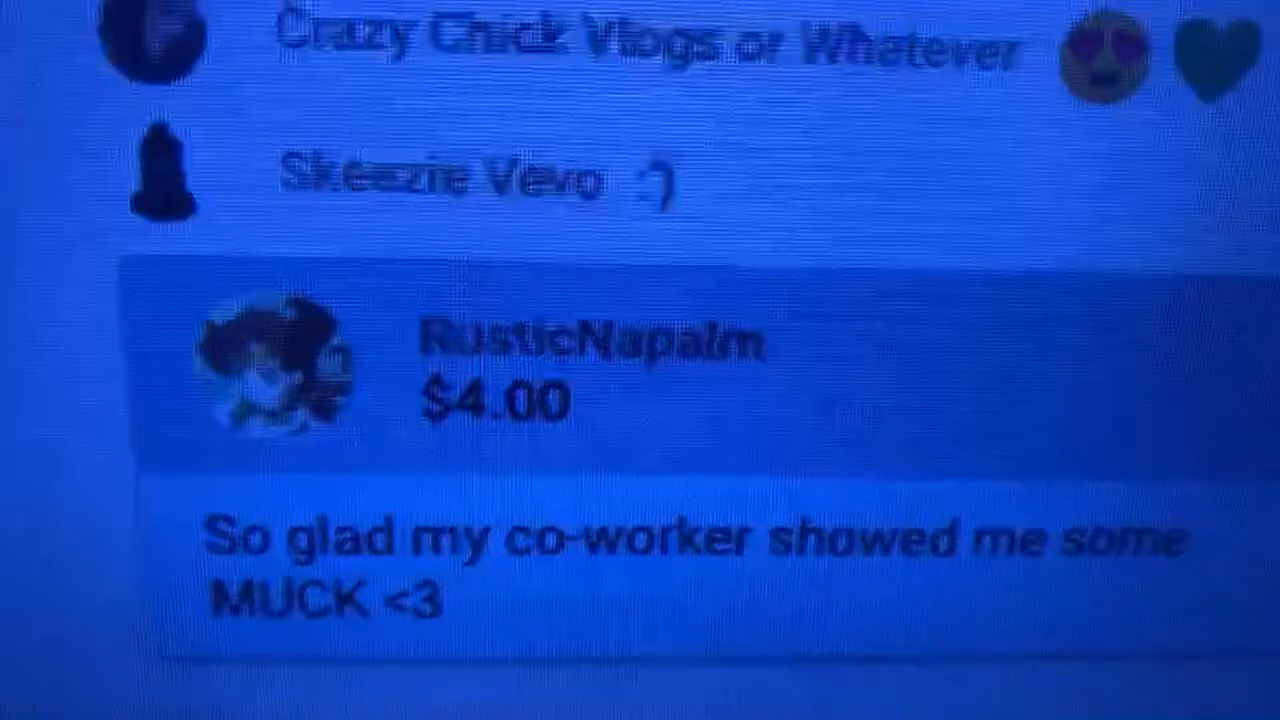 Crazy Chick Vlogs or Whatever 😍 💚
Skeezie Vevo :)
RusticNapalm
$4.00
So glad my co-worker showed me some
MUCK <3